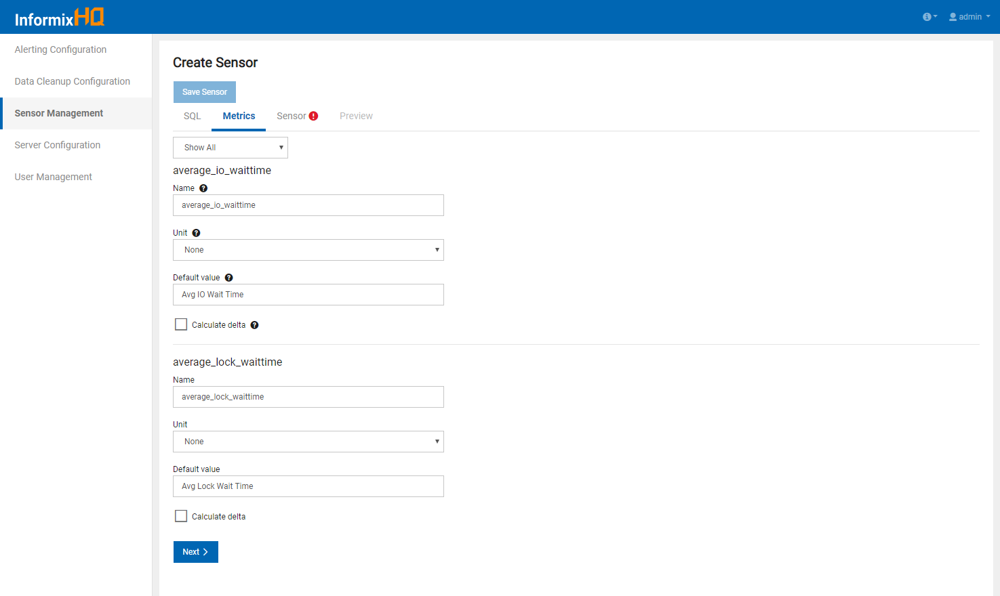 InformixHQ
admin
Alerting Configuration
Data Cleanup Configuration
Sensor Management
Server Configuration
User Management
Create Sensor
Save Sensor
SQL Metrics Sensor Preview
Show All
average_io_waittime
Name
average_io_waittime
Unit
None
Default value
Avg IO Wait Time
Calculate delta
average_lock_waittime
Name
average_lock_waittime
Unit
None
Default value
Avg Lock Wait Time
Calculate delta
Next